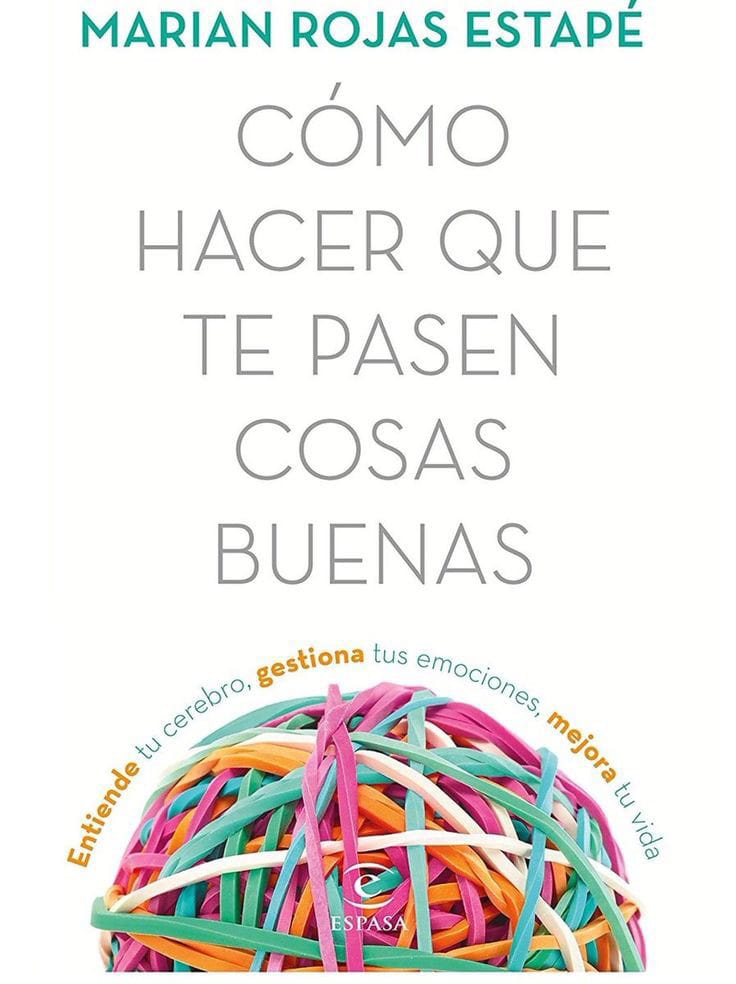 MARIAN ROJAS ESTAPÉ
CÓMO
HACER QUE
TE PASEN
COSAS
BUENAS
Entiende tu cerebro, gestiona tus emociones, mejora tu vida
ESPASA